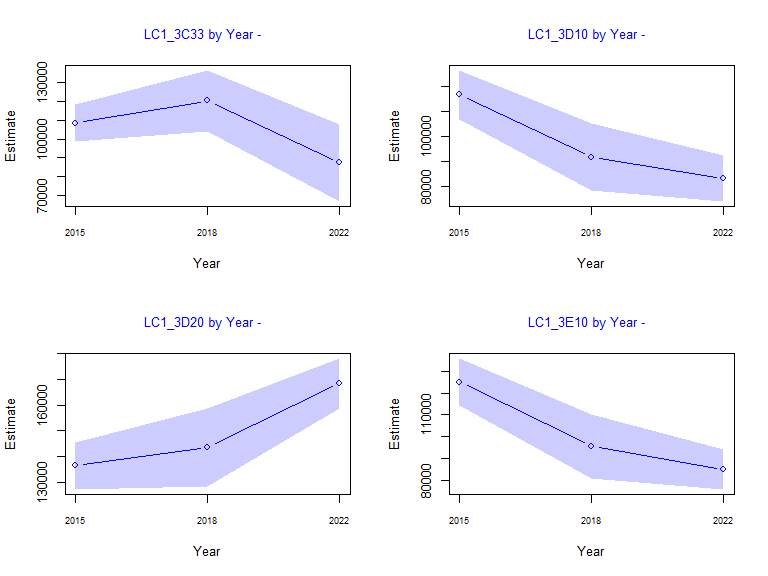 LC1_3C33 by Year -
Estimate
130000
100000
70000
2015
2018
2022
Year
LC1_3D10 by Year -
Estimate
100000
80000
2015
2018
2022
Year
LC1_3D20 by Year -
Estimate
160000
130000
2015
2018
2022
Year
LC1_3E10 by Year -
Estimate
110000
80000
2015
2018
2022
Year